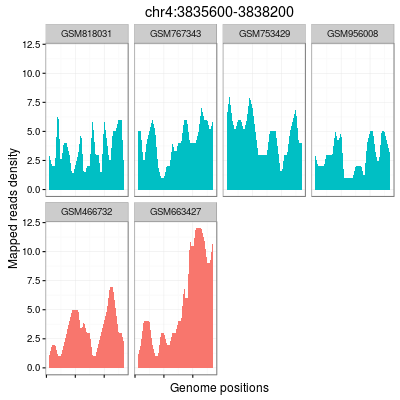 chr4:3835600-3838200
GSM818031 GSM767343 GSM753429 GSM956008
12.5
10.0
7.5
5.0
2.5
0.0
GSM466732 GSM663427
12.5
10.0
7.5
5.0
2.5
0.0
Mapped reads density
Genome positions